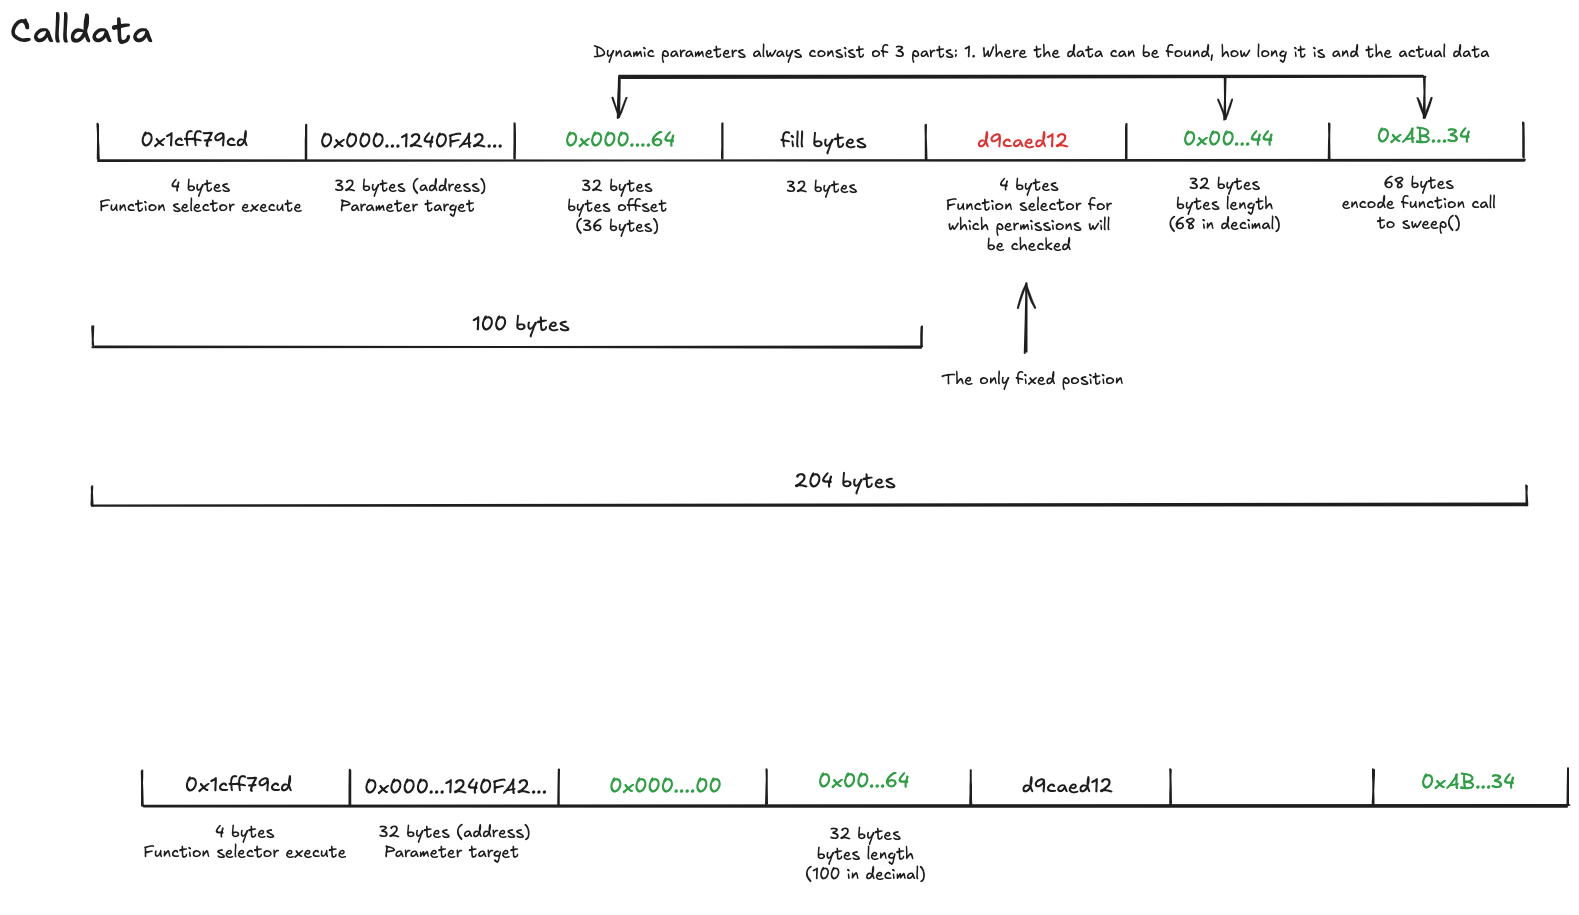 Calldata
Dynamic parameters always consist of 3 parts: 1. Where the data can be found, how long it is and the actual data
0x1cff79cd
0x000...1240FA2...
0x000....64
fill bytes
d9caed12
0x00...44
0xAB...34
4 bytes
Function selector execute
32 bytes (address)
Parameter target
32 bytes
bytes offset
(36 bytes)
32 bytes
4 bytes
Function selector for
which permissions will
be checked
32 bytes
bytes length
(68 in decimal)
68 bytes
encode function call
to sweep()
100 bytes
The only fixed position
204 bytes
0x1cff79cd
0x000...1240FA2...
0x000....00
0x00...64
d9caed12
0xAB...34
4 bytes
Function selector execute
32 bytes (address)
Parameter target
32 bytes
bytes length
(100 in decimal)